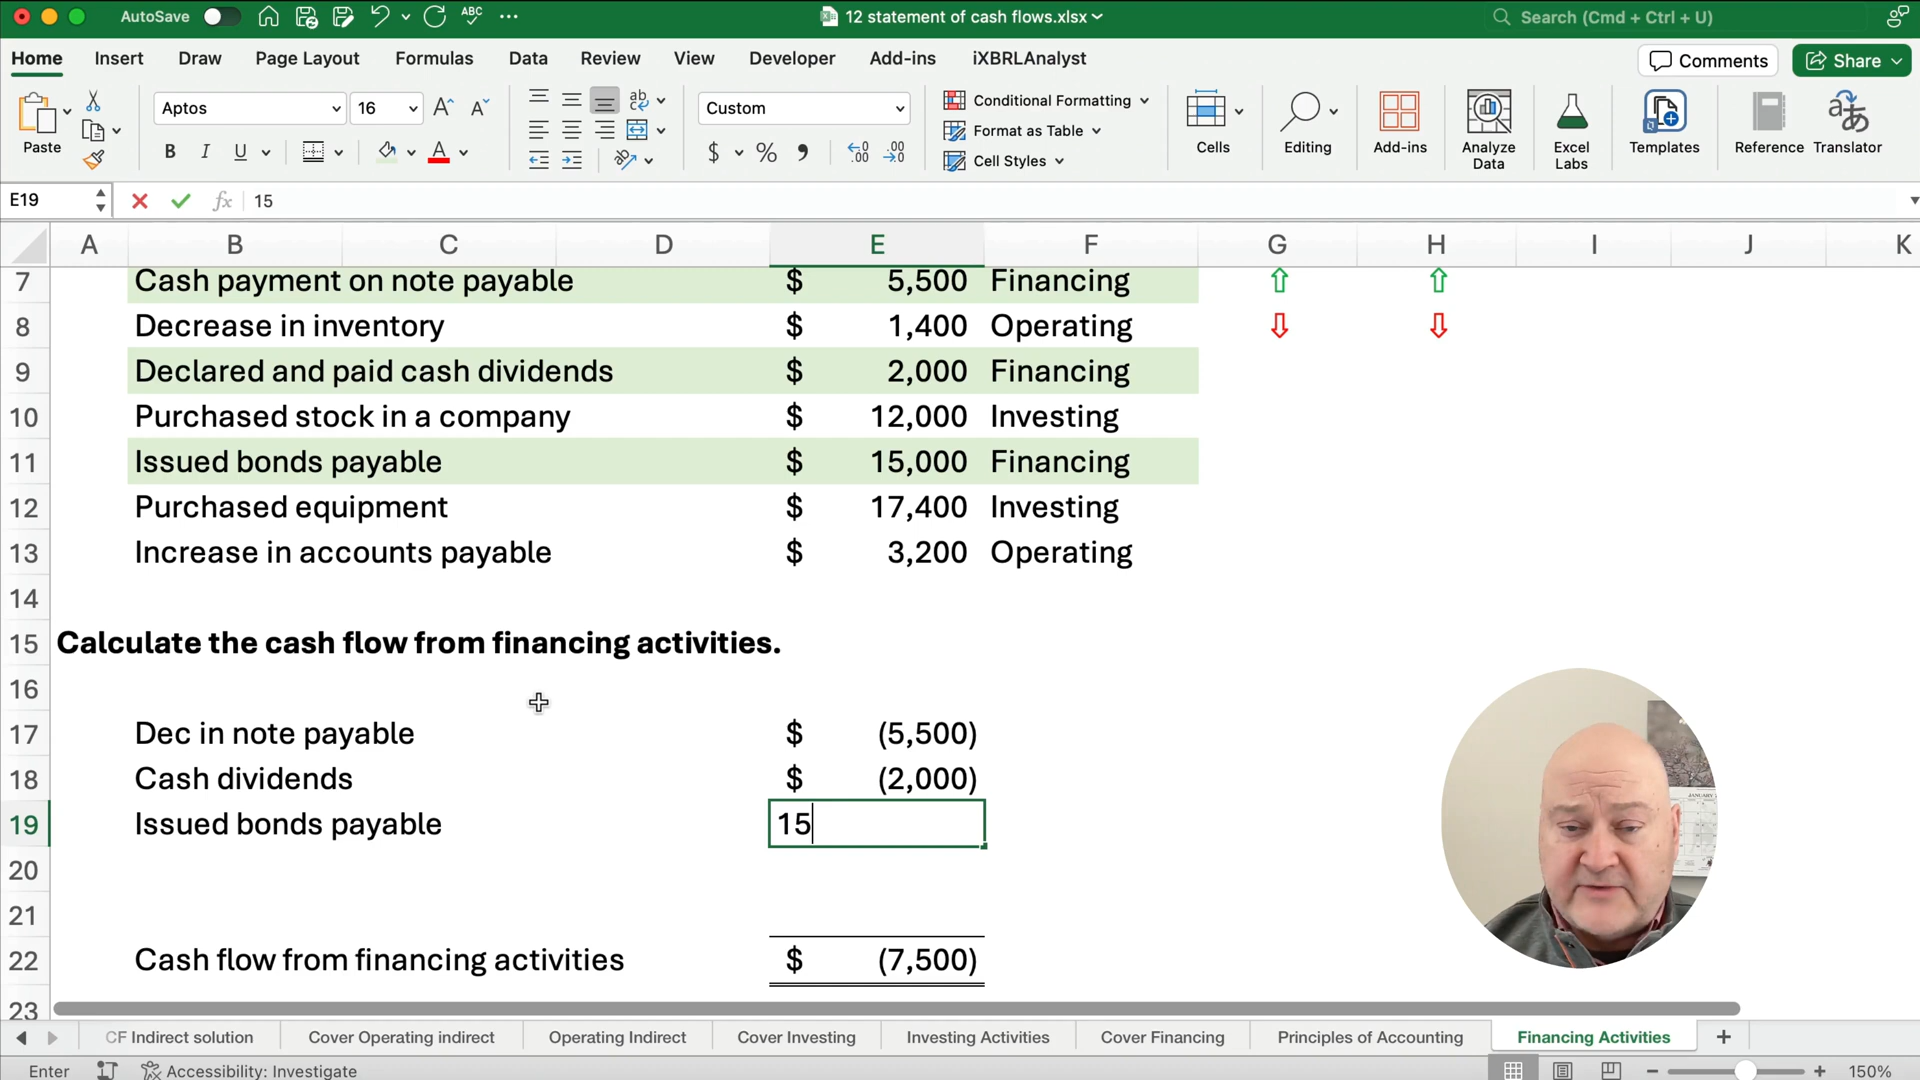 AutoSave
ABC
12 statement of cash flows.xlsx
Search (Cmd + Ctrl + U)
Home Insert Draw Page Layout Formulas Data Review View Developer Add-ins iXBRLAnalyst
Comments Share
Paste
Aptos 16 A A
ab
Custom
Conditional Formatting
Format as Table
Cell Styles
B I U A
$ % , .00 .00
Cells Editing Add-ins Analyze Data Excel Labs Templates Reference Translator
E19 fx 15
A B C D E F G H I J K
7 Cash payment on note payable $ 5,500 Financing
8 Decrease in inventory $ 1,400 Operating
9 Declared and paid cash dividends $ 2,000 Financing
10 Purchased stock in a company $ 12,000 Investing
11 Issued bonds payable $ 15,000 Financing
12 Purchased equipment $ 17,400 Investing
13 Increase in accounts payable $ 3,200 Operating
14
15 Calculate the cash flow from financing activities.
16
17 Dec in note payable $ (5,500)
18 Cash dividends $ (2,000)
19 Issued bonds payable 15
20
21
22 Cash flow from financing activities $ (7,500)
23
CF Indirect solution Cover Operating indirect Operating Indirect Cover Investing Investing Activities Cover Financing Principles of Accounting Financing Activities +
Enter Accessibility: Investigate 150%